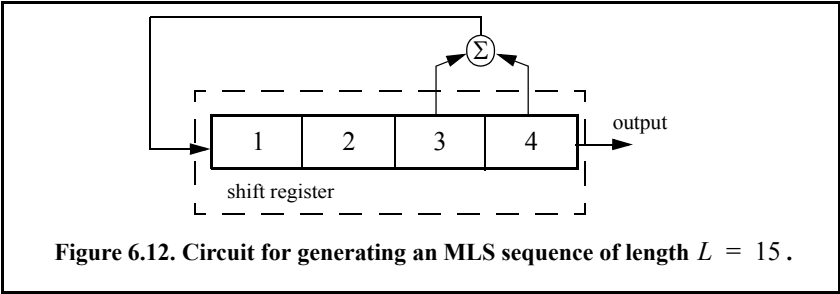 Σ
output
1 2 3 4
shift register
Figure 6.12. Circuit for generating an MLS sequence of length L = 15 .